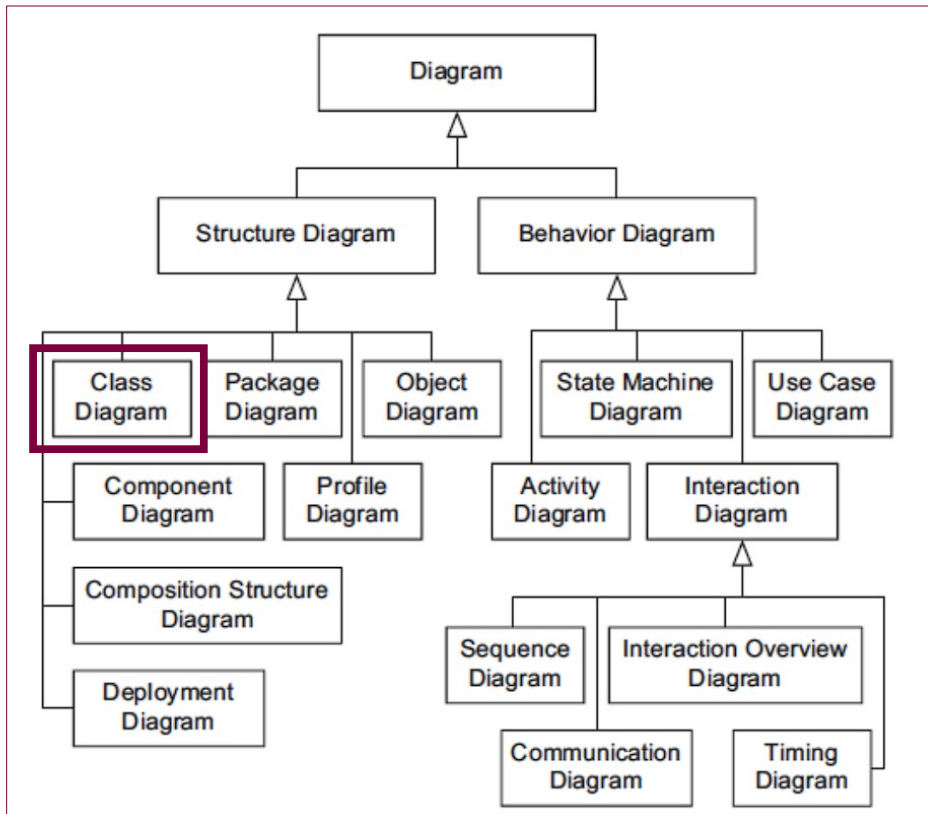 Diagram
Structure Diagram
Behavior Diagram
Class
Diagram
Package
Diagram
Object
Diagram
State Machine
Diagram
Use Case
Diagram
Component
Diagram
Profile
Diagram
Activity
Diagram
Interaction
Diagram
Composition Structure
Diagram
Sequence
Diagram
Interaction Overview
Diagram
Deployment
Diagram
Communication
Diagram
Timing
Diagram